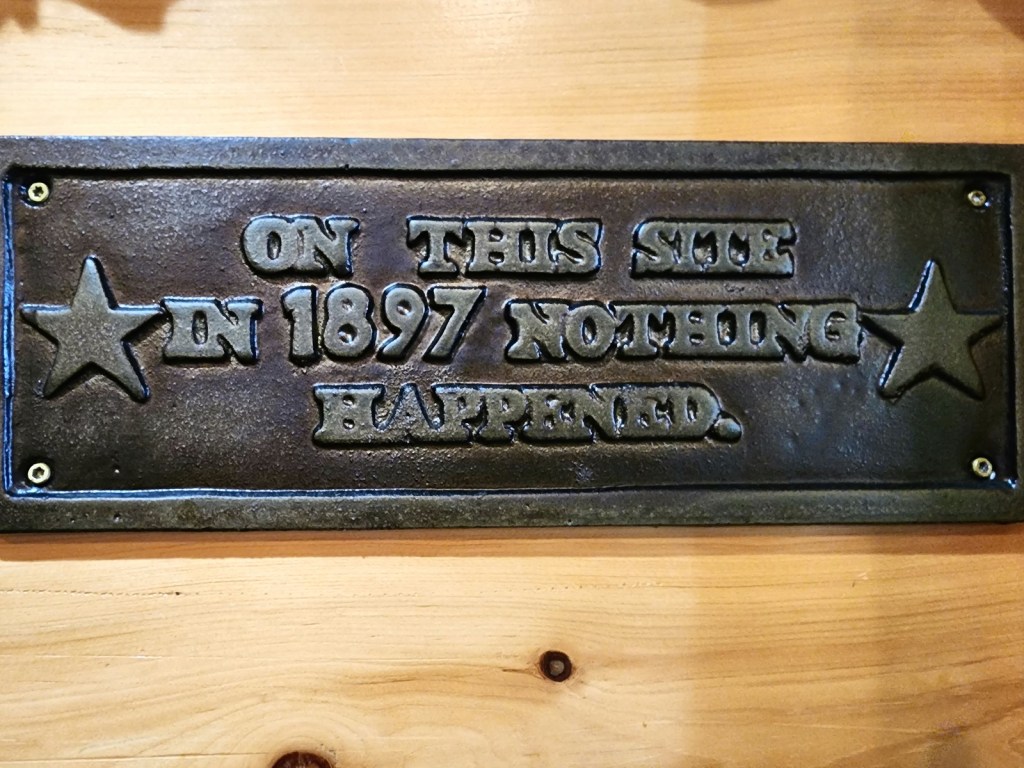 ON THIS SITE
IN 1897 NOTHING
HAPPENED.